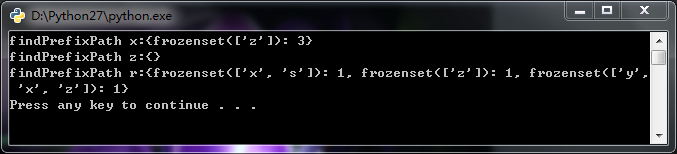 D:\Python27\python.exe
findPrefixPath x:{frozenset(['z']): 3}
findPrefixPath z:{}
findPrefixPath r:{frozenset(['x', 's']): 1, frozenset(['z']): 1, frozenset(['y',
 'x', 'z']): 1}
Press any key to continue . . .